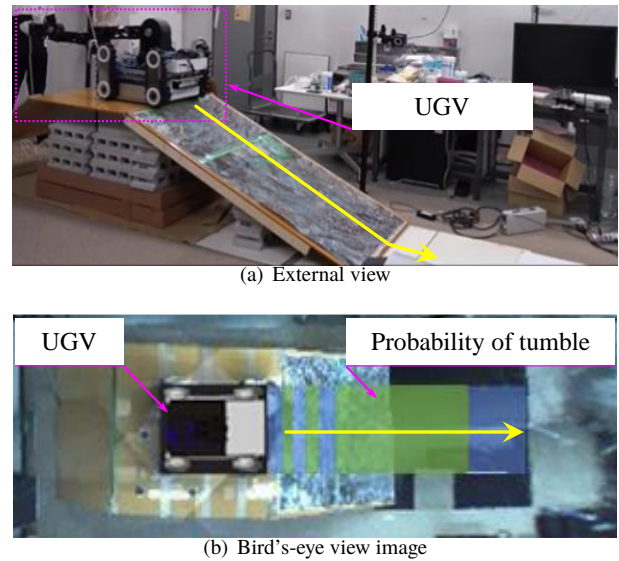 UGV
(a) External view
UGV
Probability of tumble
(b) Bird's-eye view image